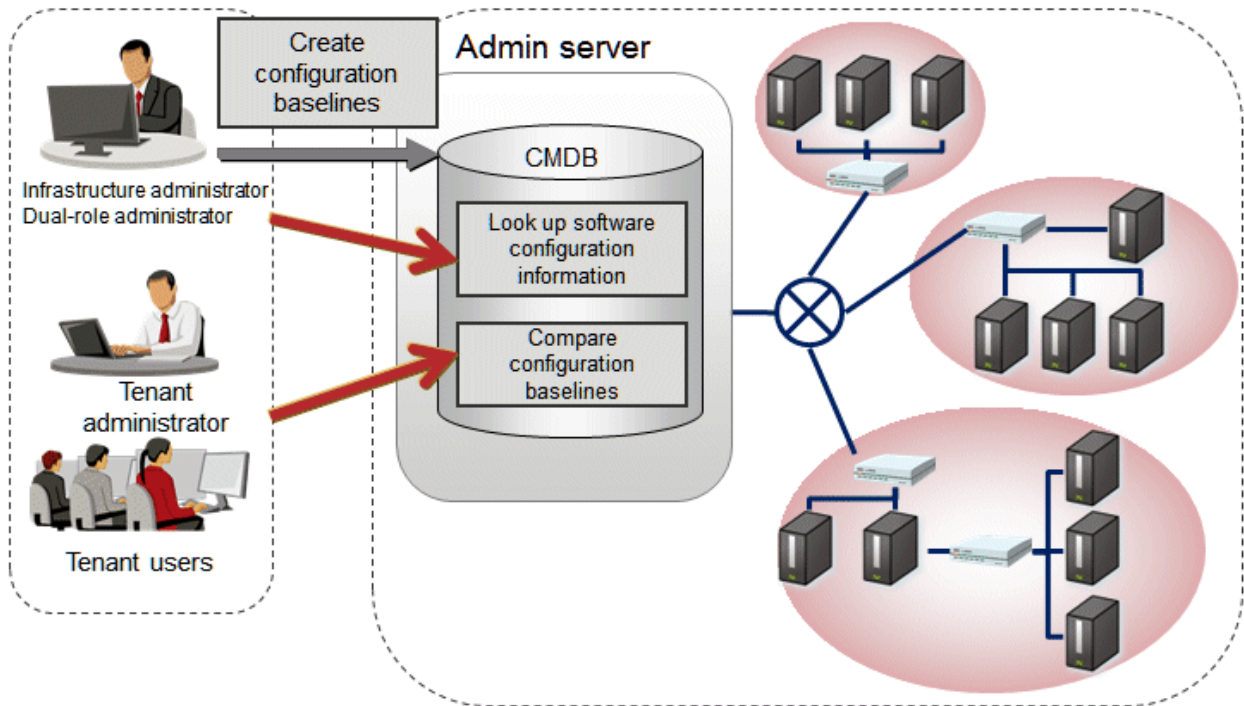 Create
configuration
baselines
Admin server
CMDB
Infrastructure administrator
Dual-role administrator
Look up software
configuration
information
Compare
configuration
baselines
Tenant
administrator
Tenant users